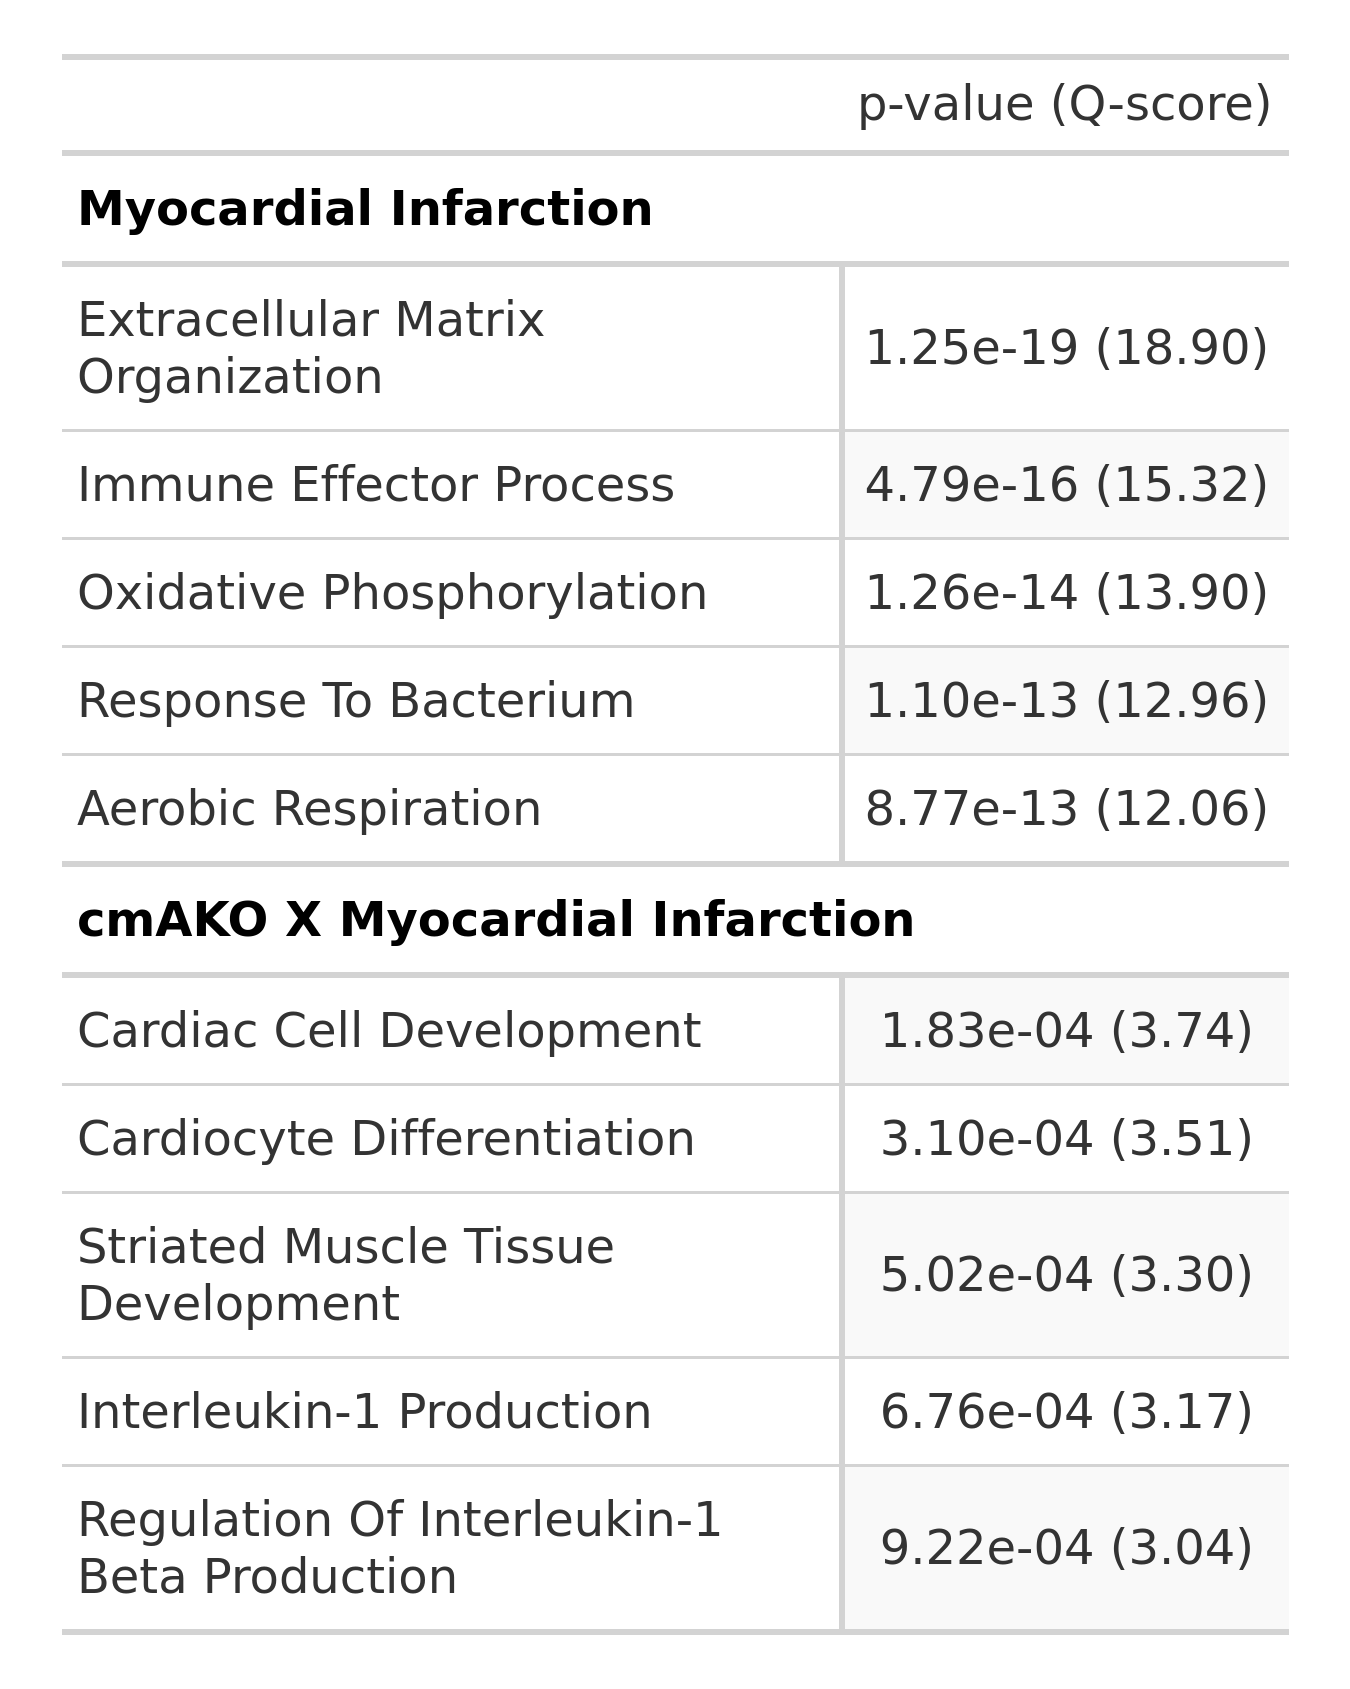 p-value (Q-score)
Myocardial Infarction
Extracellular Matrix
Organization
1.25e-19 (18.90)
Immune Effector Process
4.79e-16 (15.32)
Oxidative Phosphorylation
1.26e-14 (13.90)
Response To Bacterium
1.10e-13 (12.96)
Aerobic Respiration
8.77e-13 (12.06)
cmAKO X Myocardial Infarction
Cardiac Cell Development
1.83e-04 (3.74)
Cardiocyte Differentiation
3.10e-04 (3.51)
Striated Muscle Tissue
Development
5.02e-04 (3.30)
Interleukin-1 Production
6.76e-04 (3.17)
Regulation Of Interleukin-1
Beta Production
9.22e-04 (3.04)